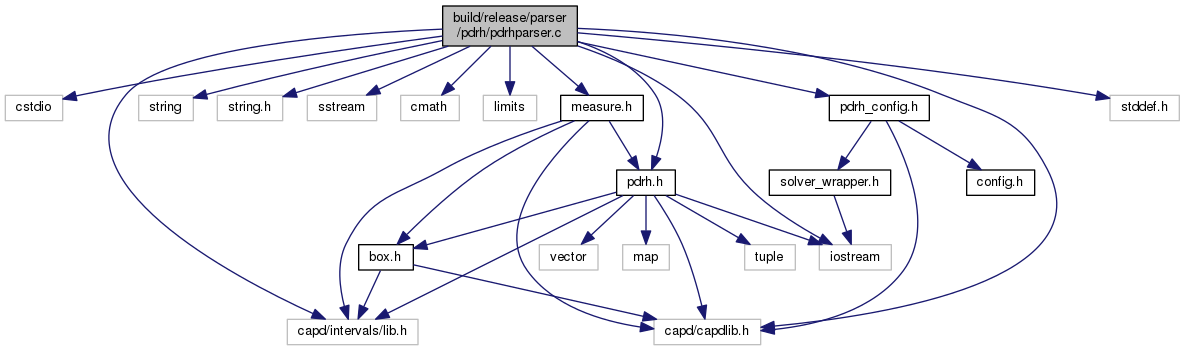 build/release/parser
/pdrh/pdrhparser.c
cstdio
string
string.h
sstream
cmath
limits
measure.h
pdrh_config.h
stddef.h
pdrh.h
solver_wrapper.h
config.h
box.h
vector
map
tuple
iostream
capd/intervals/lib.h
capd/capdlib.h